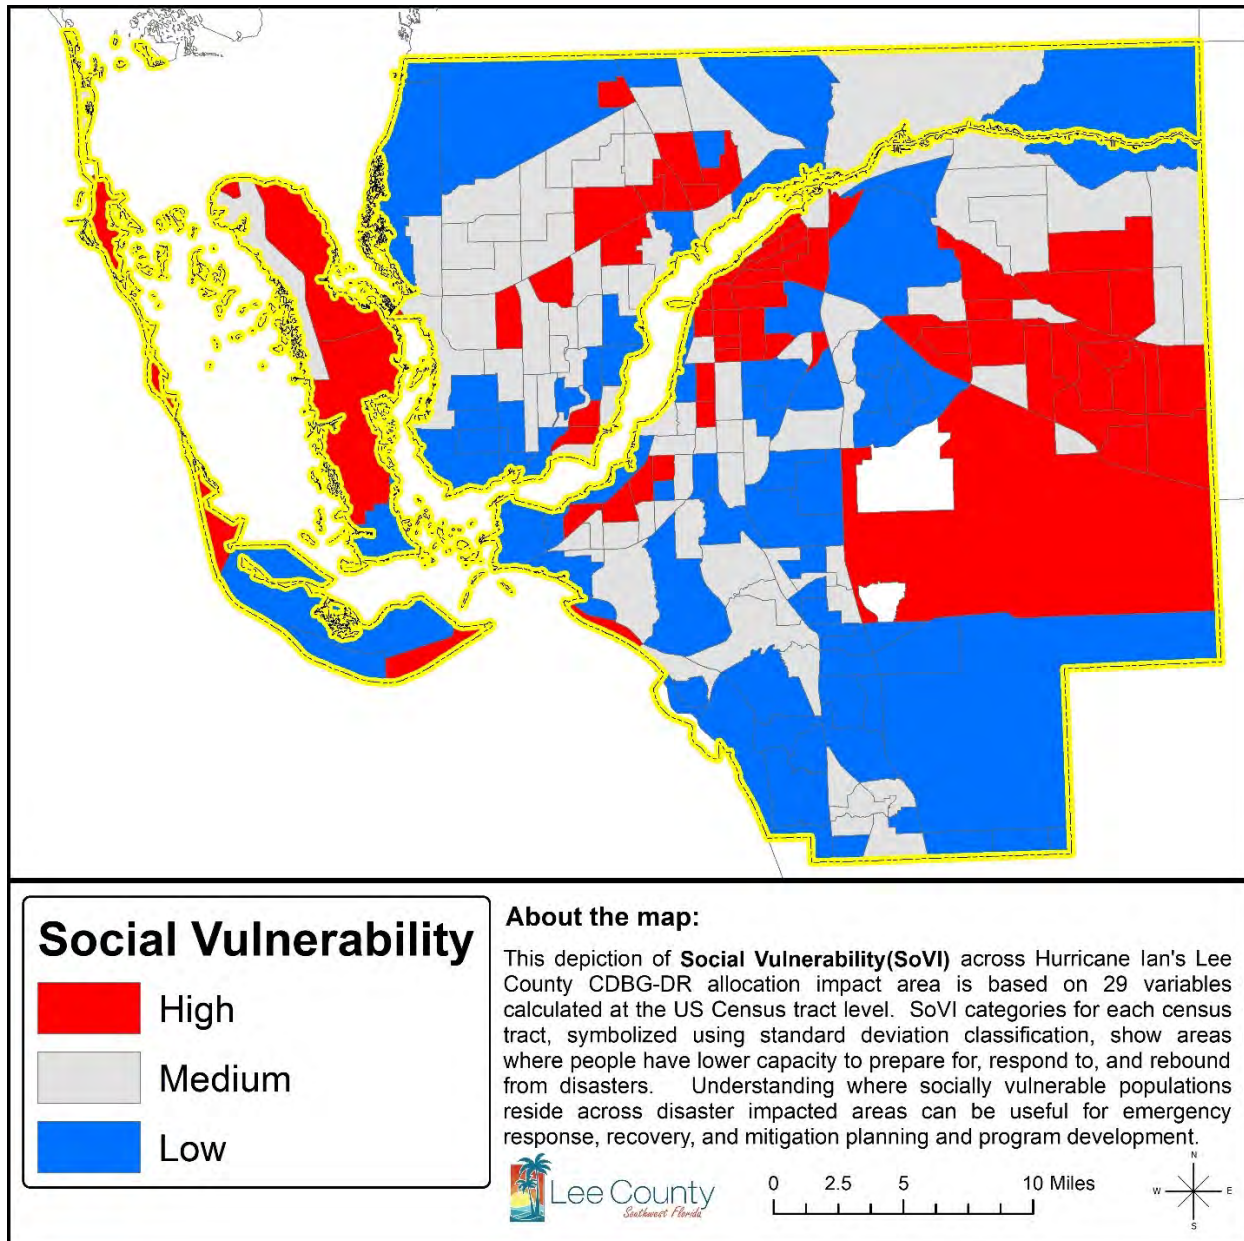 Social Vulnerability
High
Medium
Low
About the map:
This depiction of Social Vulnerability(SoVI) across Hurricane Ian's Lee
County CDBG-DR allocation impact area is based on 29 variables
calculated at the US Census tract level. SoVI categories for each census
tract, symbolized using standard deviation classification, show areas
where people have lower capacity to prepare for, respond to, and rebound
from disasters. Understanding where socially vulnerable populations
reside across disaster impacted areas can be useful for emergency
response, recovery, and mitigation planning and program development.
Lee County
Southwest Florida
0 2.5 5 10 Miles
N
W E
S